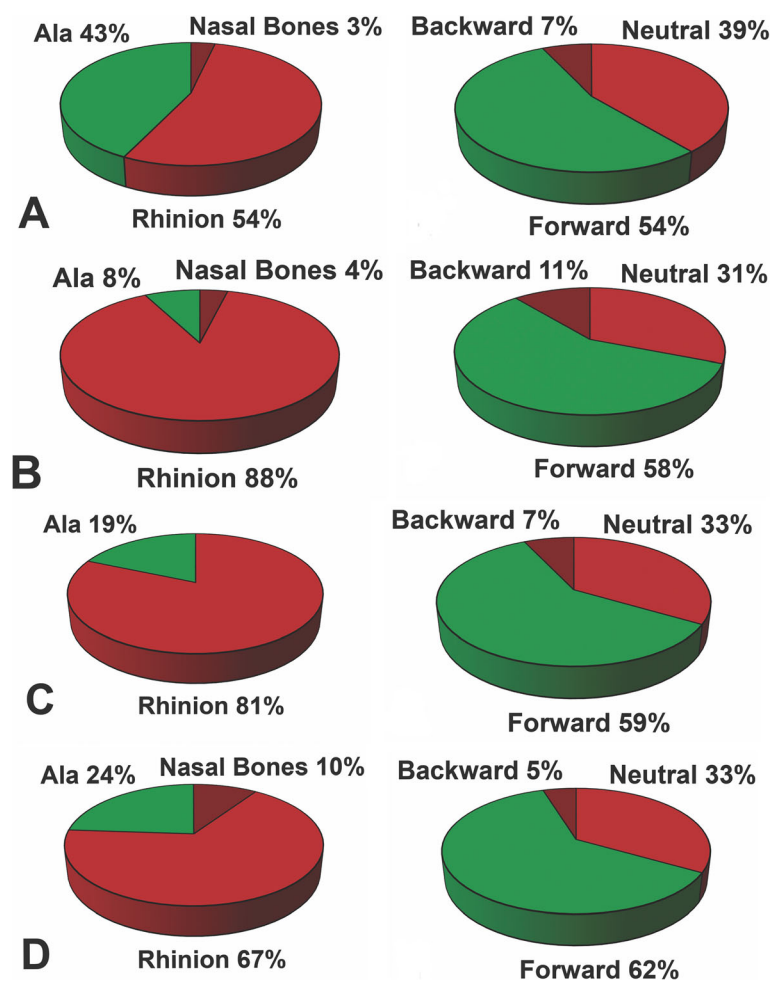 Ala 43%
Nasal Bones 3%
Backward 7%
Neutral 39%
A
Rhinion 54%
Forward 54%
Ala 8%
Nasal Bones 4%
Backward 11%
Neutral 31%
B
Rhinion 88%
Forward 58%
Ala 19%
Backward 7%
Neutral 33%
C
Rhinion 81%
Forward 59%
Ala 24%
Nasal Bones 10%
Backward 5%
Neutral 33%
D
Rhinion 67%
Forward 62%